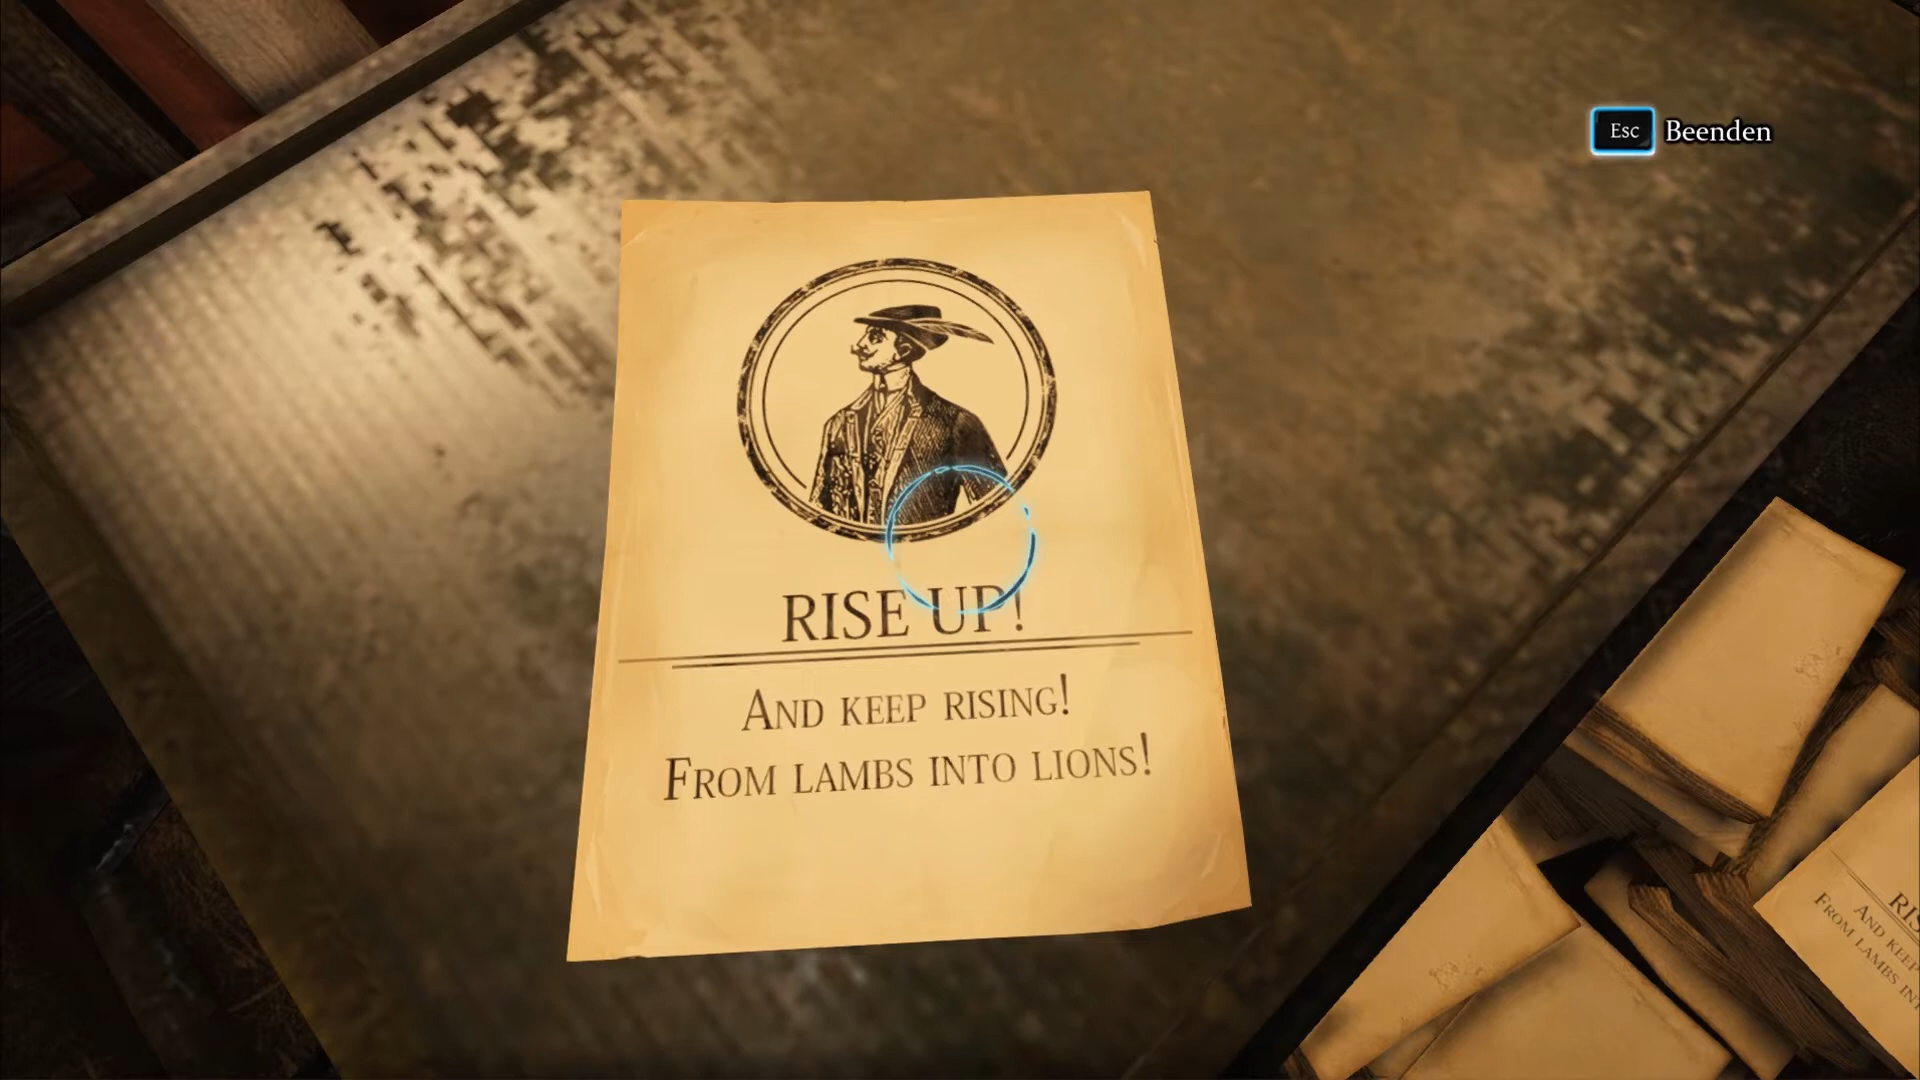 Esc Beenden
RISE UP!
AND KEEP RISING!
FROM LAMBS INTO LIONS!
RIS
AND KEEP
FROM LAMBS INT